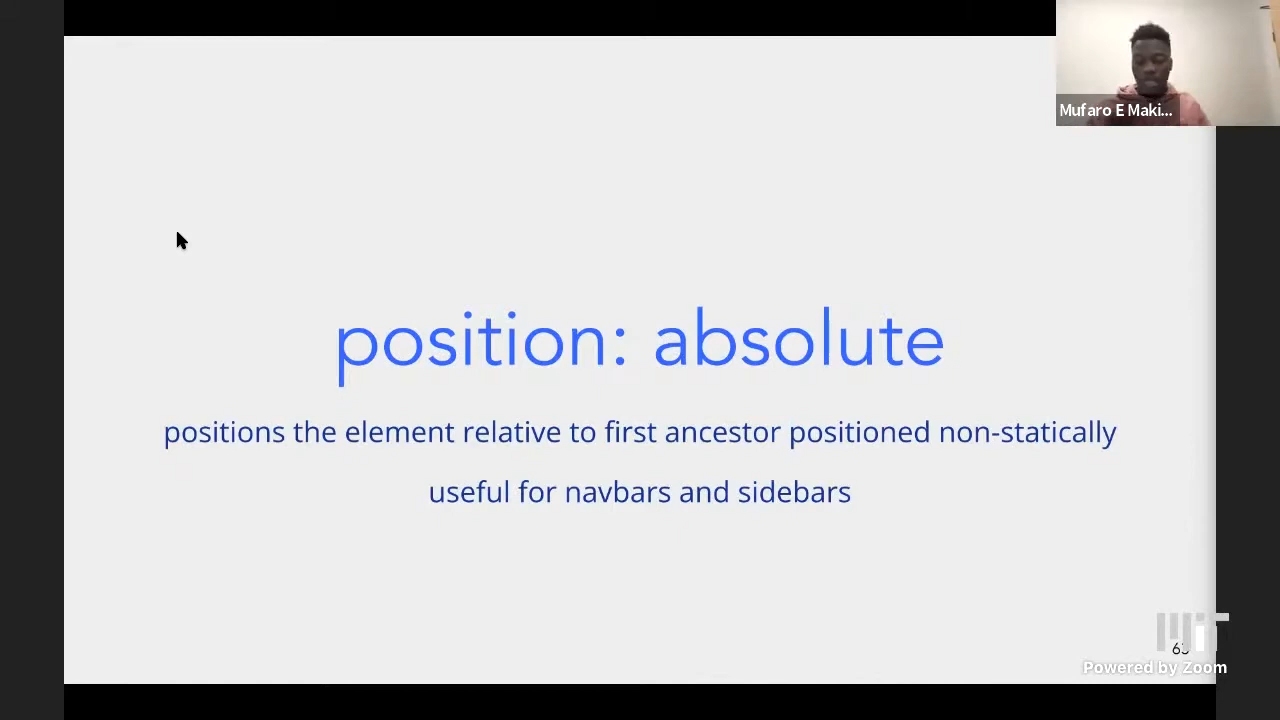 Mufaro E Maki...
position: absolute
positions the element relative to first ancestor positioned non-statically
useful for navbars and sidebars
MIT
Powered by Zoom